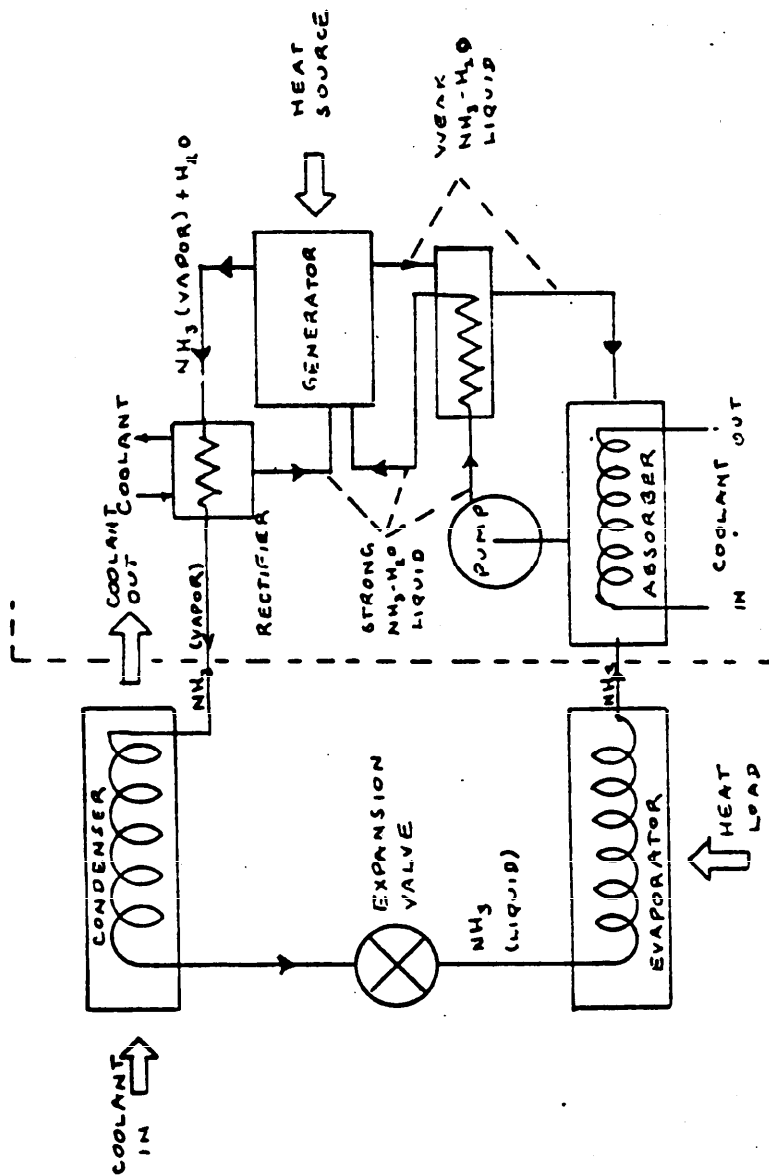 COOLANT
IN
COOLANT
OUT
CONDENSER
NH3 (VAPOR)
COOLANT
RECTIFIER
NH3 (VAPOR) + H2O
GENERATOR
HEAT
SOURCE
EXPANSION
VALVE
STRONG
NH3-H2O
LIQUID
WEAK
NH3-H2O
LIQUID
NH3
(LIQUID)
PUMP
EVAPORATOR
NH3
ABSORBER
HEAT
LOAD
IN
COOLANT
OUT